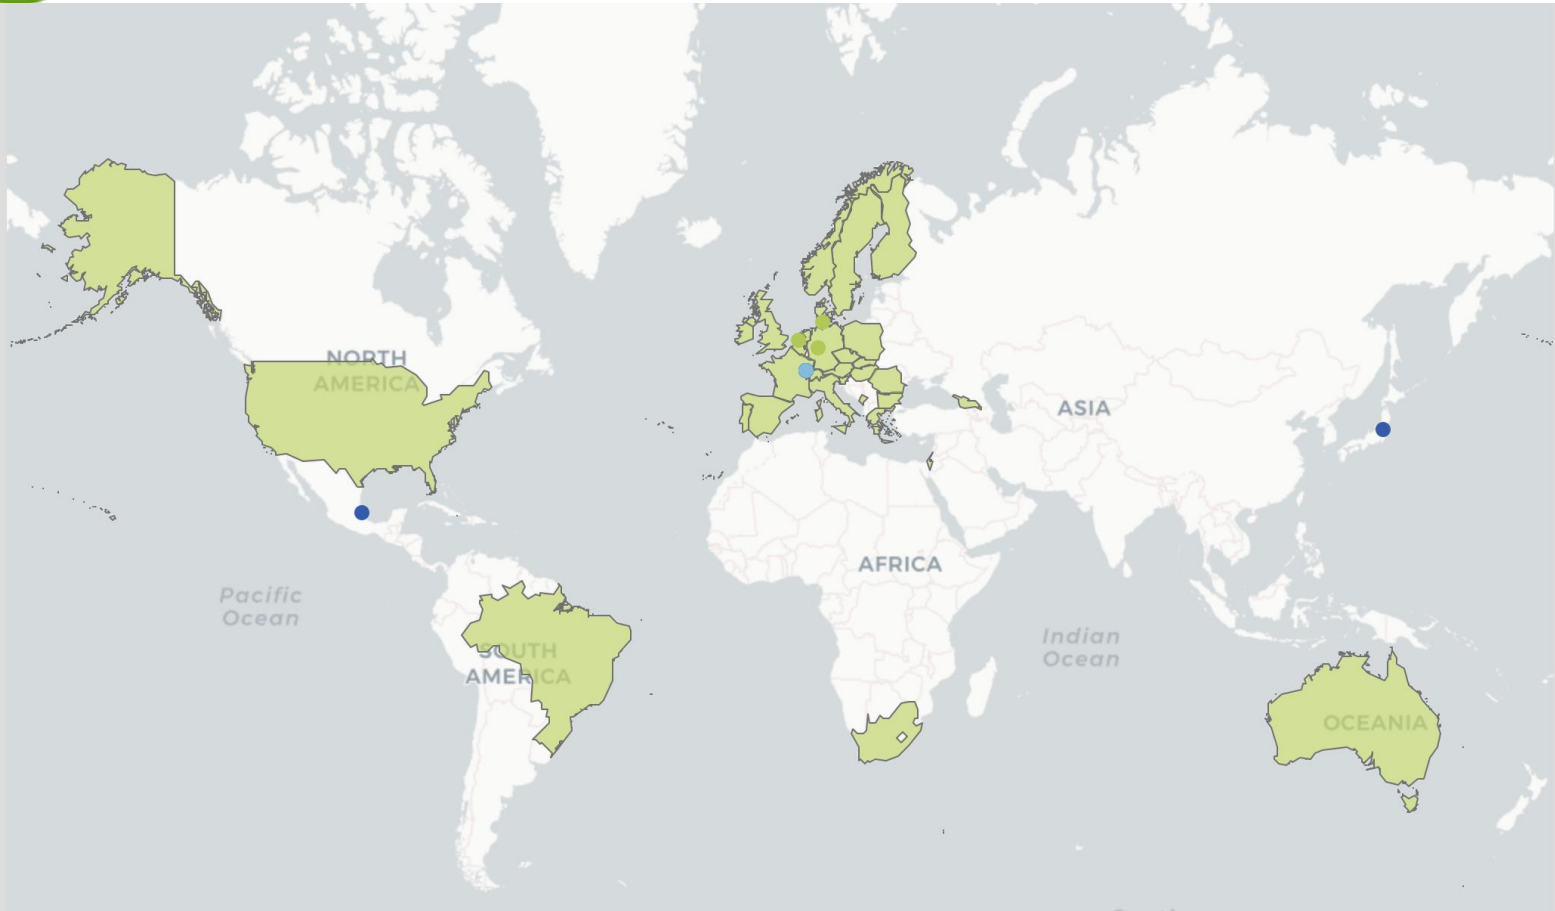 NORTH
AMERICA
ASIA
AFRICA
Pacific
Ocean
Indian
Ocean
SOUTH
AMERICA
OCEANIA